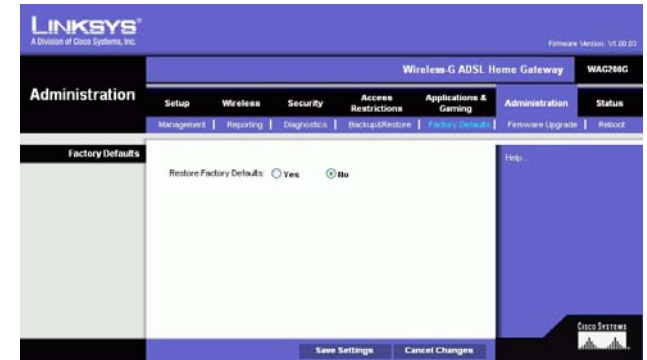 LINKSYS®
A Division of Cisco Systems, Inc.
Firmware Version: V1.00.03
Wireless-G ADSL Home Gateway WAG200G
Administration
Setup Wireless Security Access Restrictions Applications & Gaming Administration Status
Management | Reporting | Diagnostics | Backup&Restore | Factory Defaults | Firmware Upgrade | Reboot
Factory Defaults
Restore Factory Defaults: Yes No
Help...
Save Settings Cancel Changes
CISCO SYSTEMS